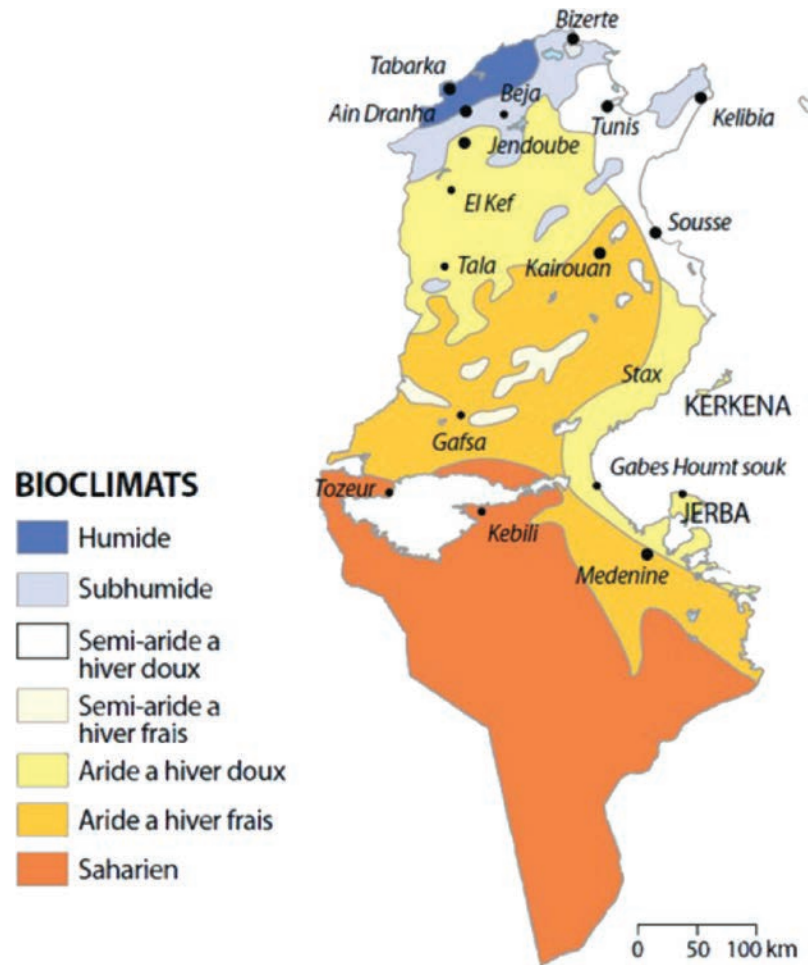 Bizerte
Tabarka
Ain Dranha
Beja
Tunis
Kelibia
Jendoube
El Kef
Sousse
Tala
Kairouan
Stax
KERKENA
Gafsa
Gabes Houmt souk
BIOCLIMATS
Tozeur
JERBA
Kebili
Humide
Medenine
Subhumide
Semi-aride a
hiver doux
Semi-aride a
hiver frais
Aride a hiver doux
Aride a hiver frais
Saharien
0 50 100 km